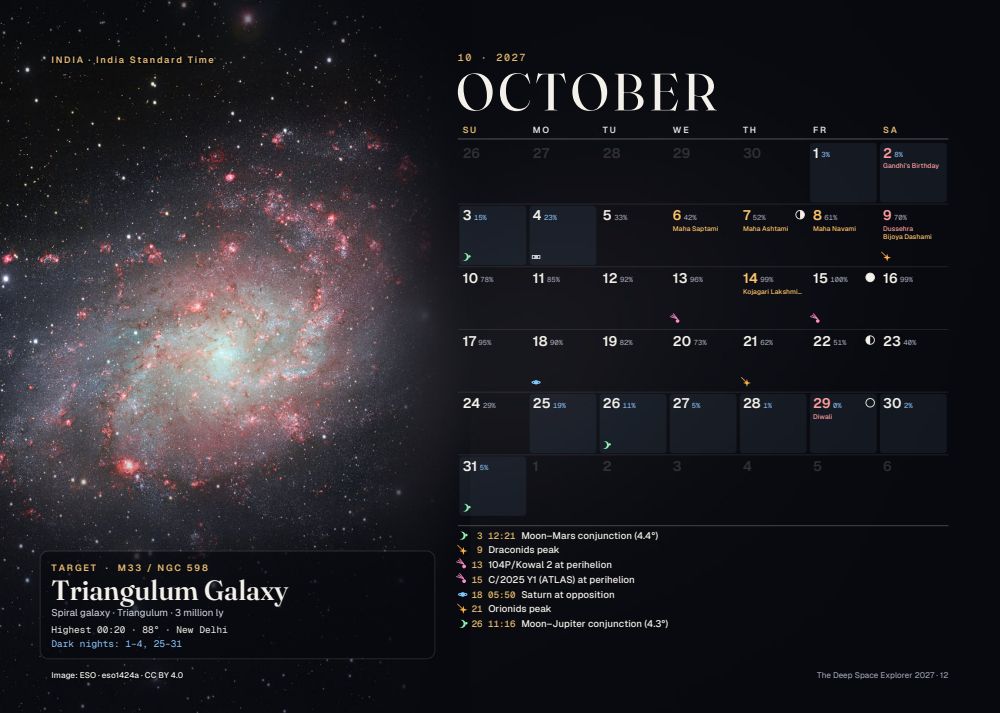 INDIA · India Standard Time
10 · 2027
OCTOBER
SU MO TU WE TH FR SA
26 27 28 29 30 1 3% 2 8%
Gandhi's Birthday
3 15% 4 23% 5 33% 6 42% 7 52% 8 61% 9 70%
Maha Saptami Maha Ashtami Maha Navami Dussehra
Bijoya Dashami
10 78% 11 85% 12 92% 13 96% 14 99% 15 100% 16 99%
Kojagari Lakshmi…
17 95% 18 90% 19 82% 20 73% 21 62% 22 51% 23 40%
24 29% 25 19% 26 11% 27 5% 28 1% 29 0% 30 2%
Diwali
31 5% 1 2 3 4 5 6
3 12:21 Moon–Mars conjunction (4.4°)
9 Draconids peak
13 104P/Kowal 2 at perihelion
15 C/2025 Y1 (ATLAS) at perihelion
18 05:50 Saturn at opposition
21 Orionids peak
26 11:16 Moon–Jupiter conjunction (4.3°)
TARGET · M33 / NGC 598
Triangulum Galaxy
Spiral galaxy · Triangulum · 3 million ly
Highest 00:20 · 88° · New Delhi
Dark nights: 1–4, 25–31
Image: ESO · eso1424a · CC BY 4.0
The Deep Space Explorer 2027 · 12